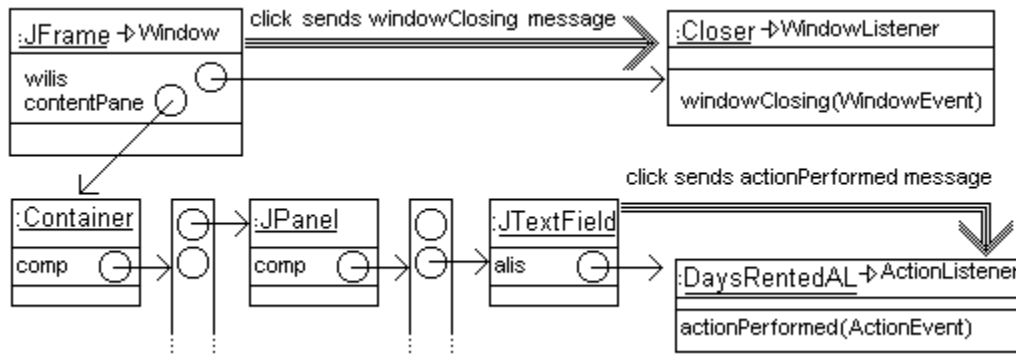 click sends windowClosing message
:JFrame Window
:Closer WindowListener
wilis
contentPane
windowClosing(WindowEvent)
click sends actionPerformed message
:Container
:JPanel
:JTextField
comp
comp
alis
:DaysRentedAL ActionListener
actionPerformed(ActionEvent)